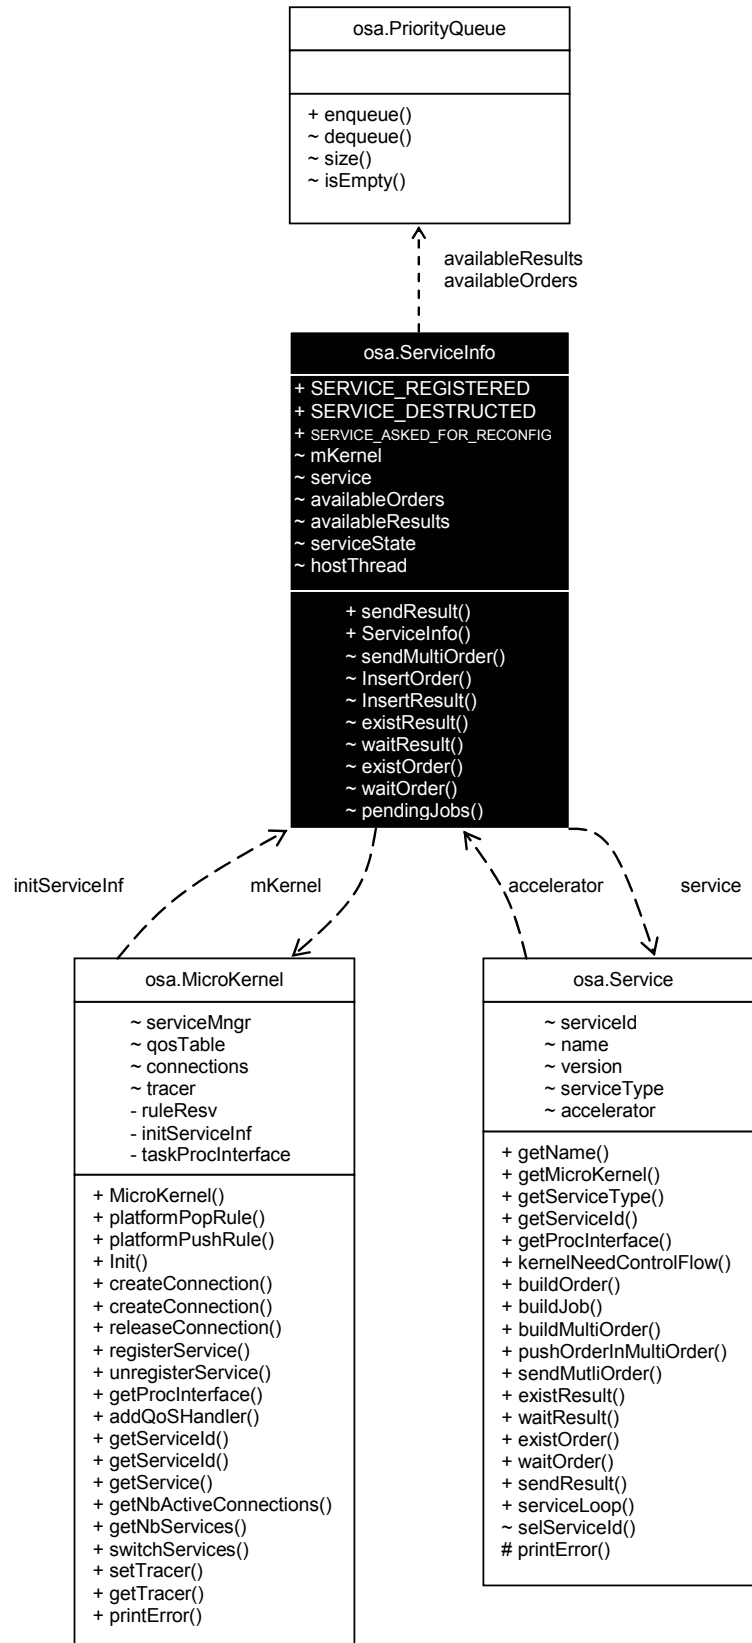 osa.PriorityQueue
+ enqueue()
~ dequeue()
~ size()
~ isEmpty()
availableResults
availableOrders
osa.ServiceInfo
+ SERVICE_REGISTERED
+ SERVICE_DESTRUCTED
+ SERVICE_ASKED_FOR_RECONFIG
~ mKernel
~ service
~ availableOrders
~ availableResults
~ serviceState
~ hostThread
+ sendResult()
+ ServiceInfo()
~ sendMultiOrder()
~ InsertOrder()
~ InsertResult()
~ existResult()
~ waitResult()
~ existOrder()
~ waitOrder()
~ pendingJobs()
initServiceInf
mKernel
accelerator
service
osa.MicroKernel
~ serviceMngr
~ qosTable
~ connections
~ tracer
- ruleResv
- initServiceInf
- taskProcInterface
+ MicroKernel()
+ platformPopRule()
+ platformPushRule()
+ Init()
+ createConnection()
+ createConnection()
+ releaseConnection()
+ registerService()
+ unregisterService()
+ getProcInterface()
+ addQoSHandler()
+ getServiceId()
+ getServiceId()
+ getService()
+ getNbActiveConnections()
+ getNbServices()
+ switchServices()
+ setTracer()
+ getTracer()
+ printError()
osa.Service
~ serviceId
~ name
~ version
~ serviceType
~ accelerator
+ getName()
+ getMicroKernel()
+ getServiceType()
+ getServiceId()
+ getProcInterface()
+ kernelNeedControlFlow()
+ buildOrder()
+ buildJob()
+ buildMultiOrder()
+ pushOrderInMultiOrder()
+ sendMutliOrder()
+ existResult()
+ waitResult()
+ existOrder()
+ waitOrder()
+ sendResult()
+ serviceLoop()
~ selServiceId()
# printError()